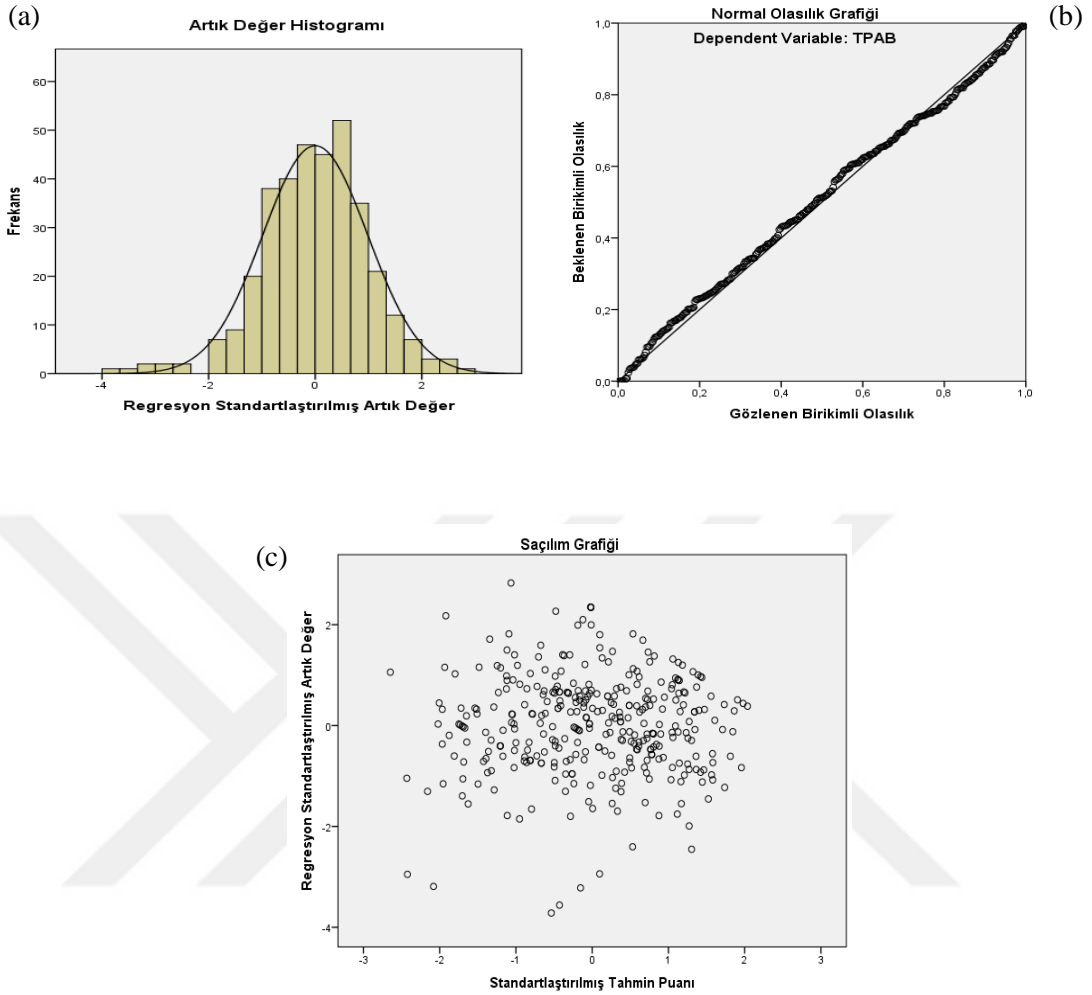 (a)
Artık Değer Histogramı
60
50
40
30
20
10
0
-4
-2
0
2
Frekans
Regresyon Standartlaştırılmış Artık Değer
(b)
Normal Olasılık Grafiği
Dependent Variable: TPAB
1,0
0,8
0,6
0,4
0,2
0,0
0,0
0,2
0,4
0,6
0,8
1,0
Beklenen Birikimli Olasılık
Gözlenen Birikimli Olasılık
(c)
Saçılım Grafiği
2
0
-2
-4
-3
-2
-1
0
1
2
3
Regresyon Standartlaştırılmış Artık Değer
Standartlaştırılmış Tahmin Puanı